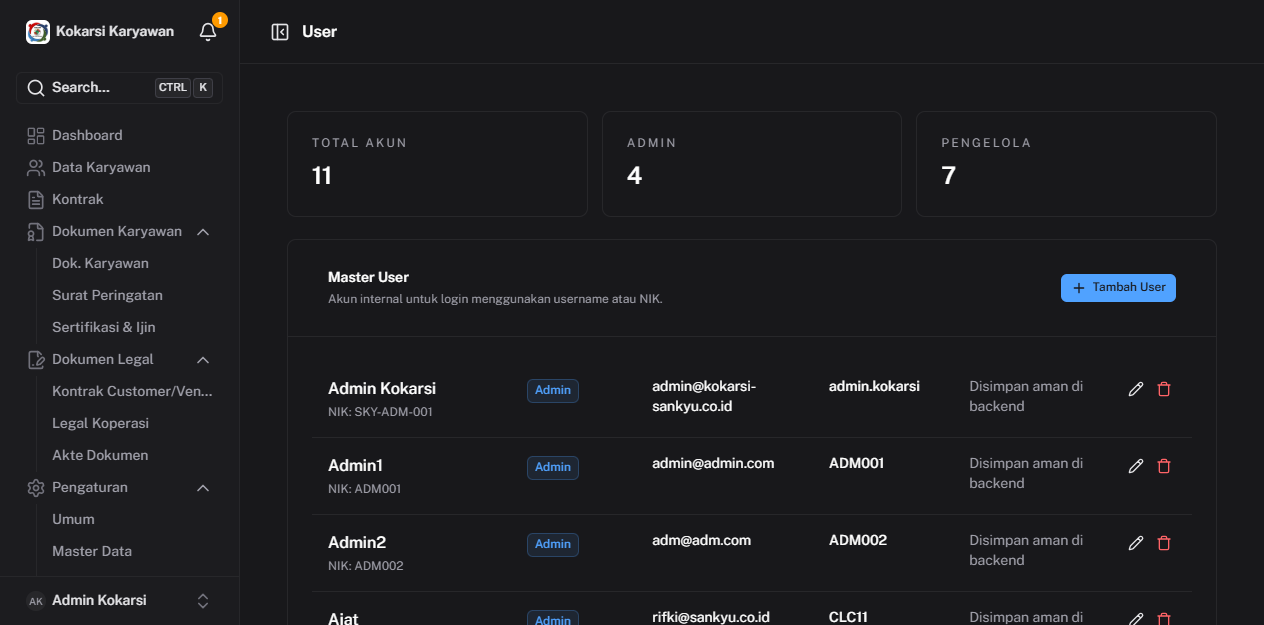 Kokarsi Karyawan
1
User
Search...
CTRL K
Dashboard
Data Karyawan
Kontrak
Dokumen Karyawan
Dok. Karyawan
Surat Peringatan
Sertifikasi & Ijin
Dokumen Legal
Kontrak Customer/Ven...
Legal Koperasi
Akte Dokumen
Pengaturan
Umum
Master Data
AK Admin Kokarsi
TOTAL AKUN
11
ADMIN
4
PENGELOLA
7
Master User
Akun internal untuk login menggunakan username atau NIK.
+ Tambah User
Admin Kokarsi
NIK: SKY-ADM-001
Admin
admin@kokarsi-
sankyu.co.id
admin.kokarsi
Disimpan aman di
backend
Admin1
NIK: ADM001
Admin
admin@admin.com
ADM001
Disimpan aman di
backend
Admin2
NIK: ADM002
Admin
adm@adm.com
ADM002
Disimpan aman di
backend
Ajat
Admin
rifki@sankyu.co.id
CLC11
Disimpan aman di